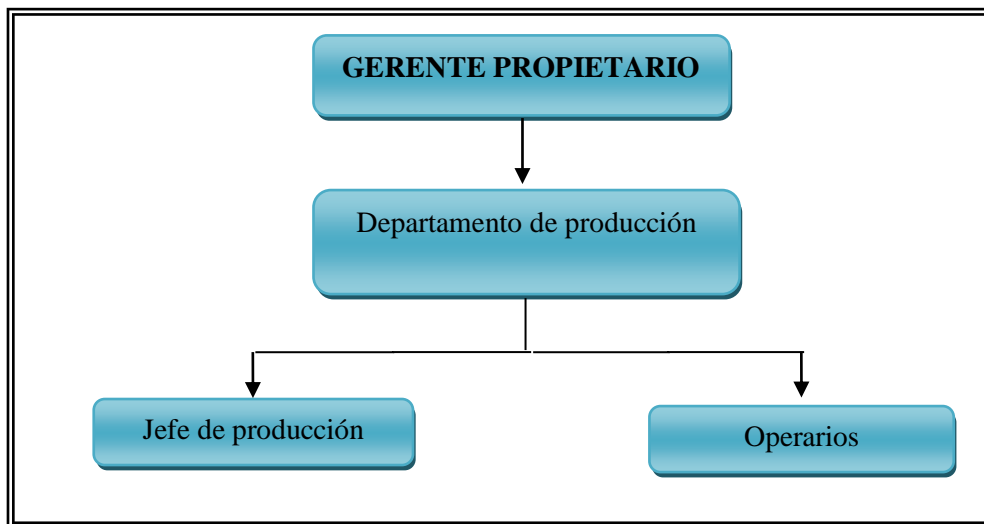 GERENTE PROPIETARIO
Departamento de producción
Jefe de producción
Operarios